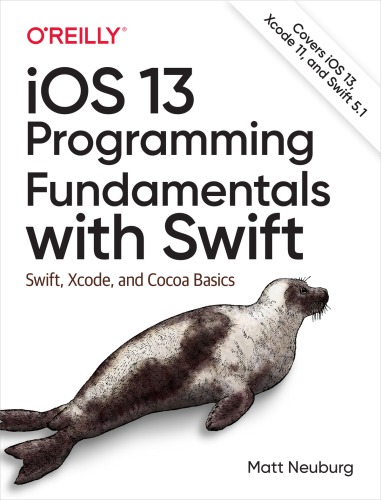 O'REILLY®
Covers iOS 13,
Xcode 11, and Swift 5.1
iOS 13
Programming
Fundamentals
with Swift
Swift, Xcode, and Cocoa Basics
Matt Neuburg